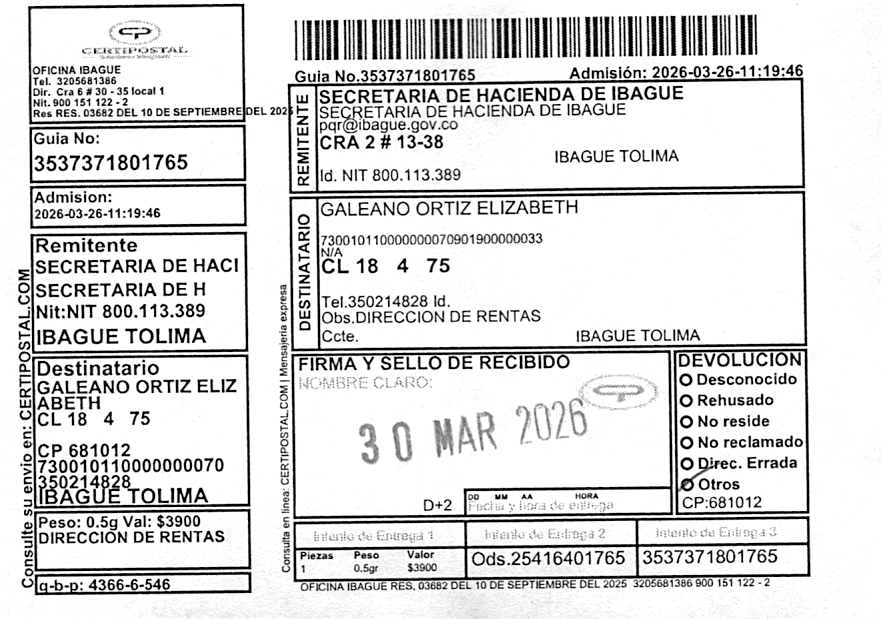 CERTIPOSTAL
OFICINA IBAGUE
Tel. 3205681386
Dir. Cra 6 # 30 - 35 local 1
Nit. 900 151 122 - 2
Res RES. 03682 DEL 10 DE SEPTIEMBRE DEL 2025
Guia No:
3537371801765
Admision:
2026-03-26-11:19:46
Remitente
SECRETARIA DE HACI
SECRETARIA DE H
Nit:NIT 800.113.389
IBAGUE TOLIMA
Destinatario
GALEANO ORTIZ ELIZ
ABETH
CL 18 4 75
CP 681012
7300101100000000070
350214828
IBAGUE TOLIMA
Peso: 0.5g Val: $3900
DIRECCIÓN DE RENTAS
q-b-p: 4366-6-546
Consulte su envio en: CERTIPOSTAL.COM
Guia No.3537371801765 Admisión: 2026-03-26-11:19:46
REMITENTE
SECRETARIA DE HACIENDA DE IBAGUE
SECRETARIA DE HACIENDA DE IBAGUE
pqr@ibague.gov.co
CRA 2 # 13-38
IBAGUE TOLIMA
Id. NIT 800.113.389
DESTINATARIO
GALEANO ORTIZ ELIZABETH
730010110000000070901900000033
N/A
CL 18 4 75
Tel.350214828 Id.
Obs.DIRECCION DE RENTAS
Ccte. IBAGUE TOLIMA
Consulta en linea: CERTIPOSTAL.COM | Mensajeria expresa
FIRMA Y SELLO DE RECIBIDO
NOMBRE CLARO:
30 MAR 2026
D+2
DD MM AA HORA
Fecha y hora de entrega
DEVOLUCIÓN
Desconocido
Rehusado
No reside
No reclamado
Direc. Errada
Otros
CP:681012
Intento de Entrega 1 Intento de Entrega 2 Intento de Entrega 3
Piezas Peso Valor
1 0.5gr $3900
Ods.25416401765 3537371801765
OFICINA IBAGUE RES. 03682 DEL 10 DE SEPTIEMBRE DEL 2025 3205681386 900 151 122 - 2